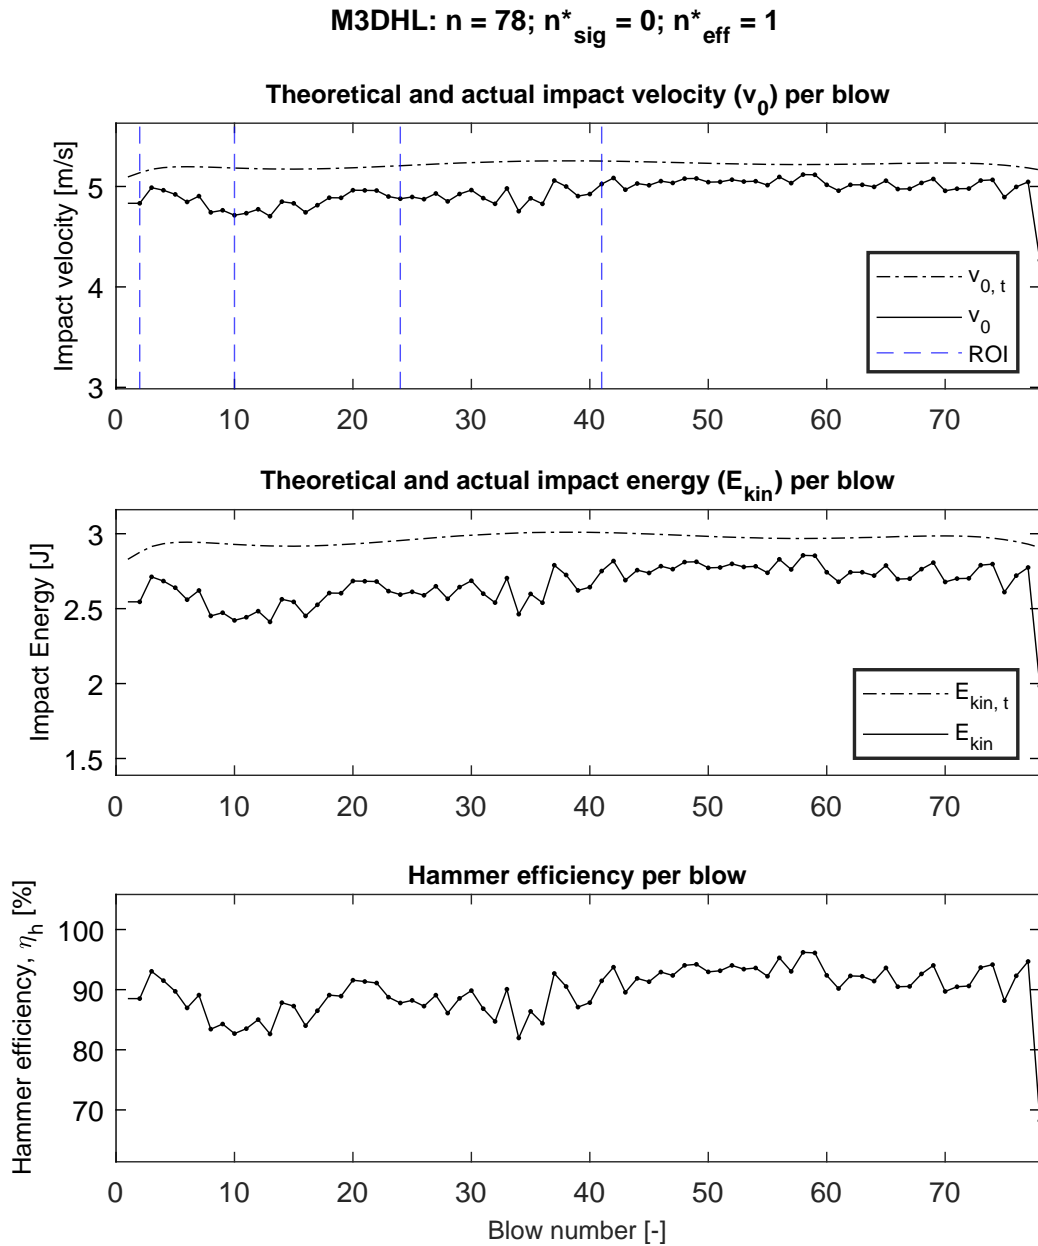 M3DHL: n = 78; n*sig = 0; n*eff = 1
Theoretical and actual impact velocity (v0) per blow
Impact velocity [m/s]
5
4
3
v0, t
v0
ROI
0 10 20 30 40 50 60 70
Theoretical and actual impact energy (Ekin) per blow
Impact Energy [J]
3
2.5
2
1.5
Ekin, t
Ekin
0 10 20 30 40 50 60 70
Hammer efficiency per blow
Hammer efficiency, ηh [%]
100
90
80
70
0 10 20 30 40 50 60 70
Blow number [-]